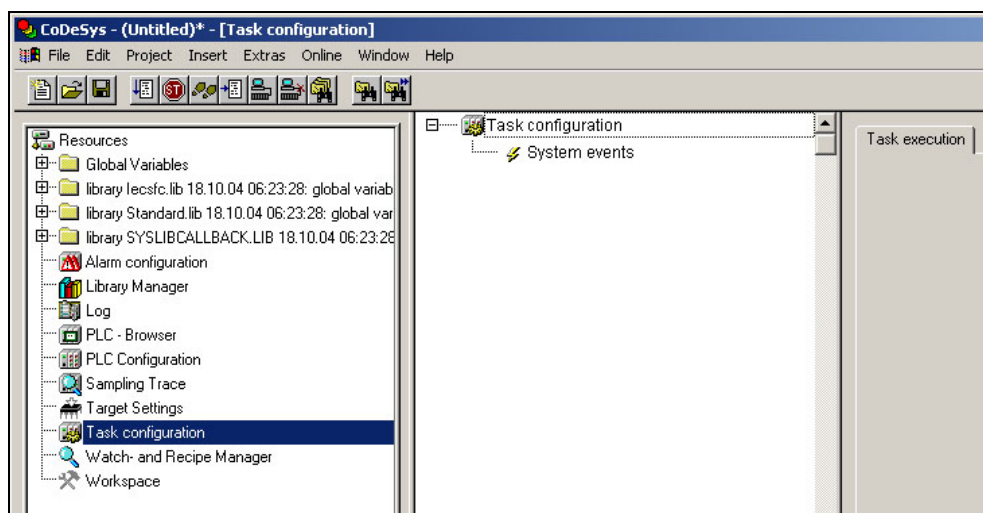 CoDeSys - (Untitled)* - [Task configuration]
File Edit Project Insert Extras Online Window Help
ST
Resources
Global Variables
library Iecsfc.lib 18.10.04 06:23:28: global variab
library Standard.lib 18.10.04 06:23:28: global var
library SYSLIBCALLBACK.LIB 18.10.04 06:23:28
Alarm configuration
Library Manager
Log
PLC - Browser
PLC Configuration
Sampling Trace
Target Settings
Task configuration
Watch- and Recipe Manager
Workspace
Task configuration
System events
Task execution